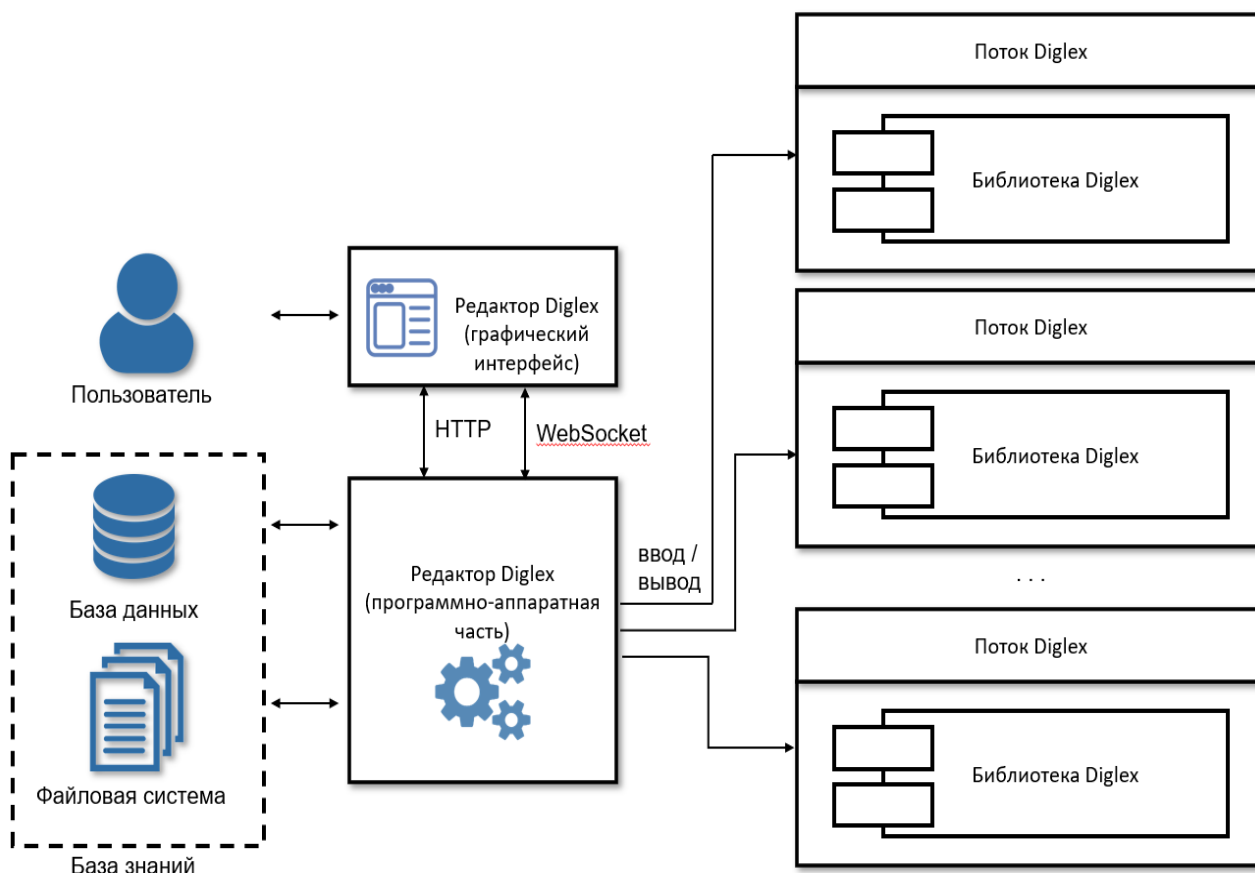 Поток Diglex
Библиотека Diglex
Редактор Diglex
(графический
интерфейс)
Пользователь
HTTP
WebSocket
Поток Diglex
Библиотека Diglex
База данных
Редактор Diglex
(программно-аппаратная
часть)
ввод /
вывод
. . .
Файловая система
База знаний
Поток Diglex
Библиотека Diglex